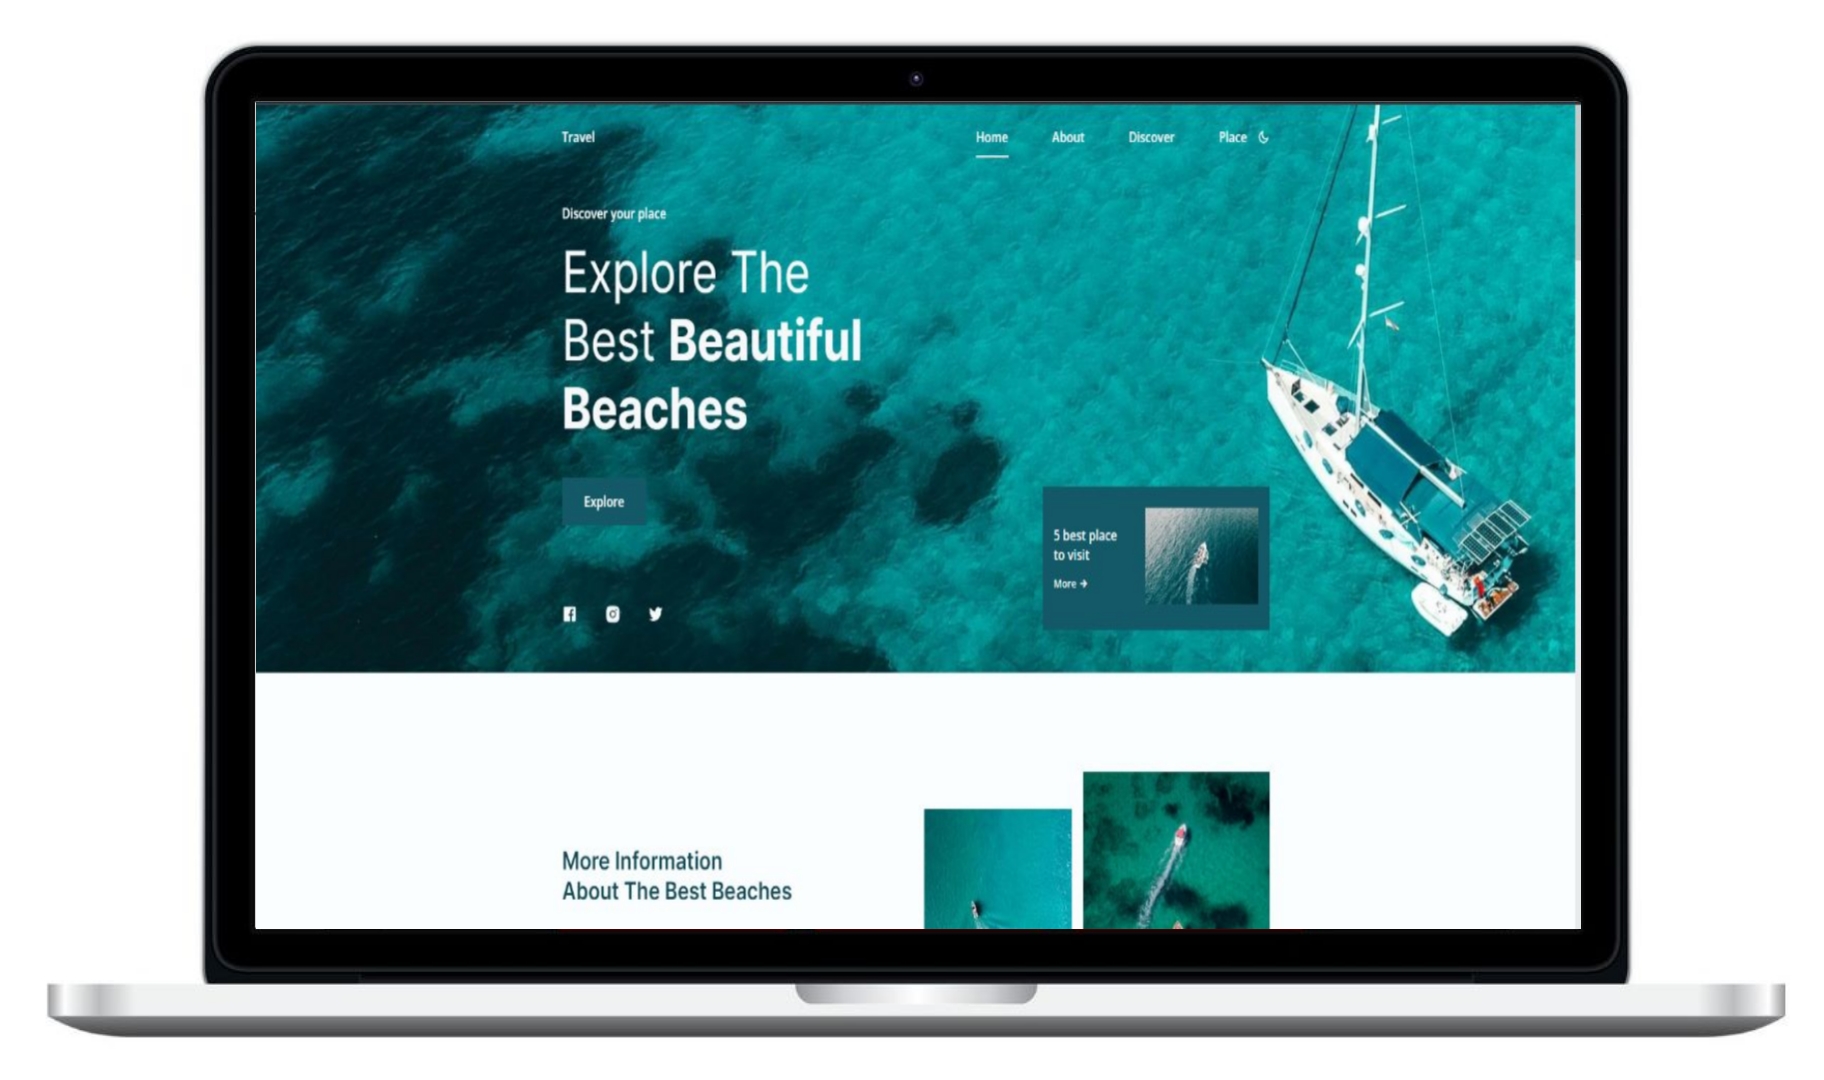 Travel
Home
About
Discover
Place
Discover your place
Explore The
Best Beautiful
Beaches
Explore
5 best place
to visit
More →
More Information
About The Best Beaches